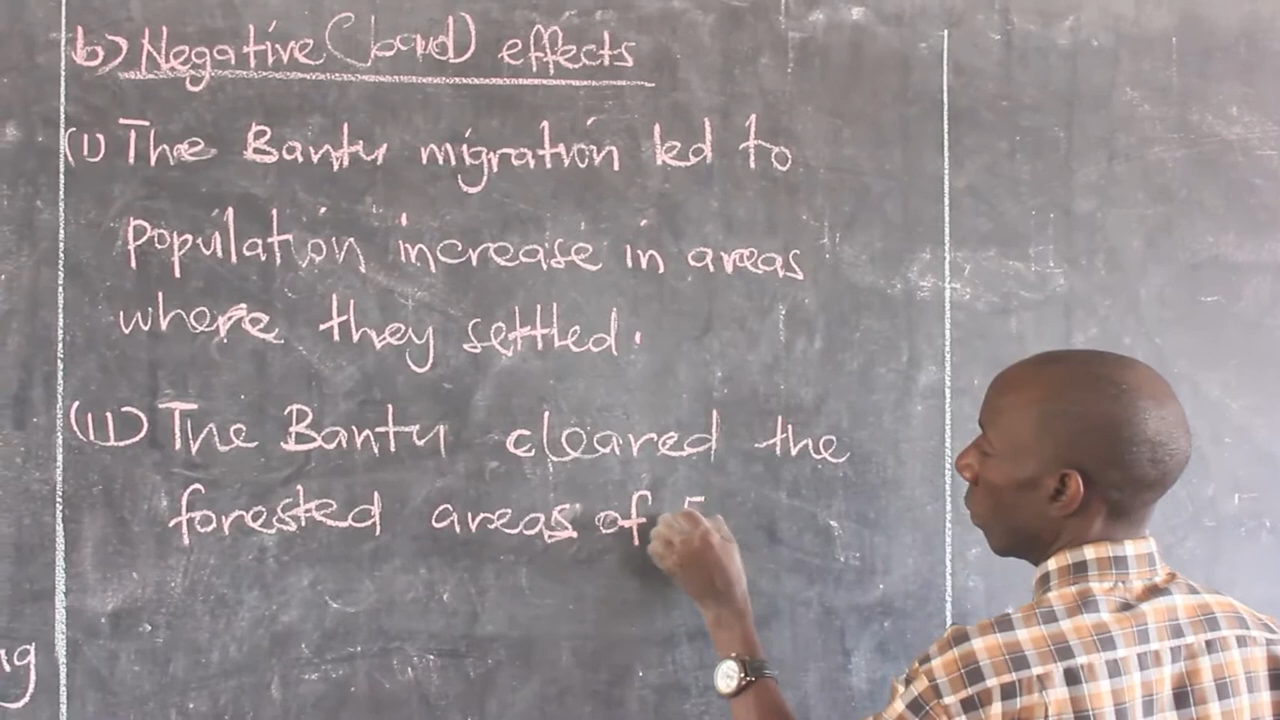 b) Negative (bad) effects
(i) The Bantu migration led to
population increase in areas
where they settled.
(ii) The Bantu cleared the
forested areas of